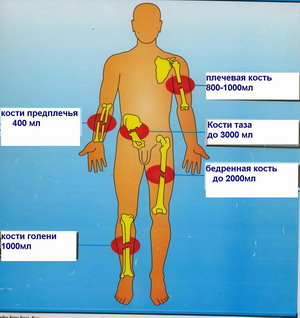 плечевая кость
800-1000мл
кости предплечья
400 мл
Кости таза
до 3000 мл
бедренная кость
до 2000мл
кости голени
1000мл